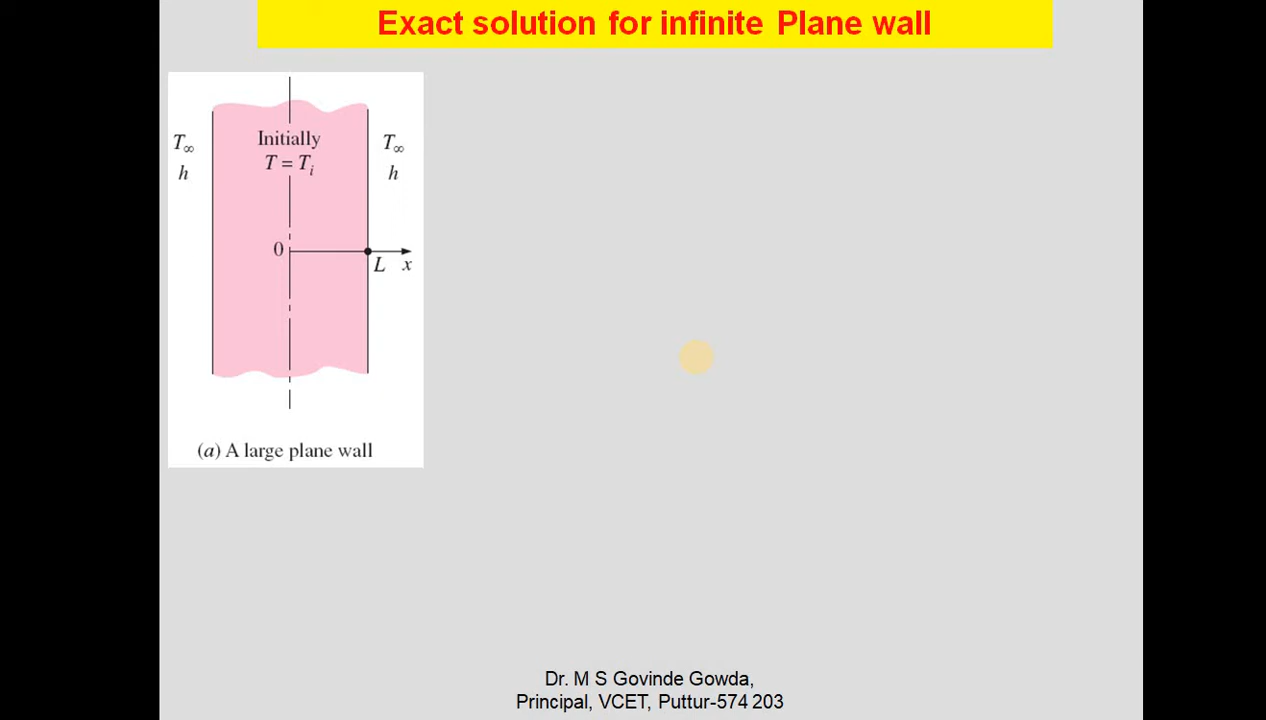 Exact solution for infinite Plane wall
T∞ Initially T∞
h T = Ti h
0
L x
(a) A large plane wall
Dr. M S Govinde Gowda,
Principal, VCET, Puttur-574 203